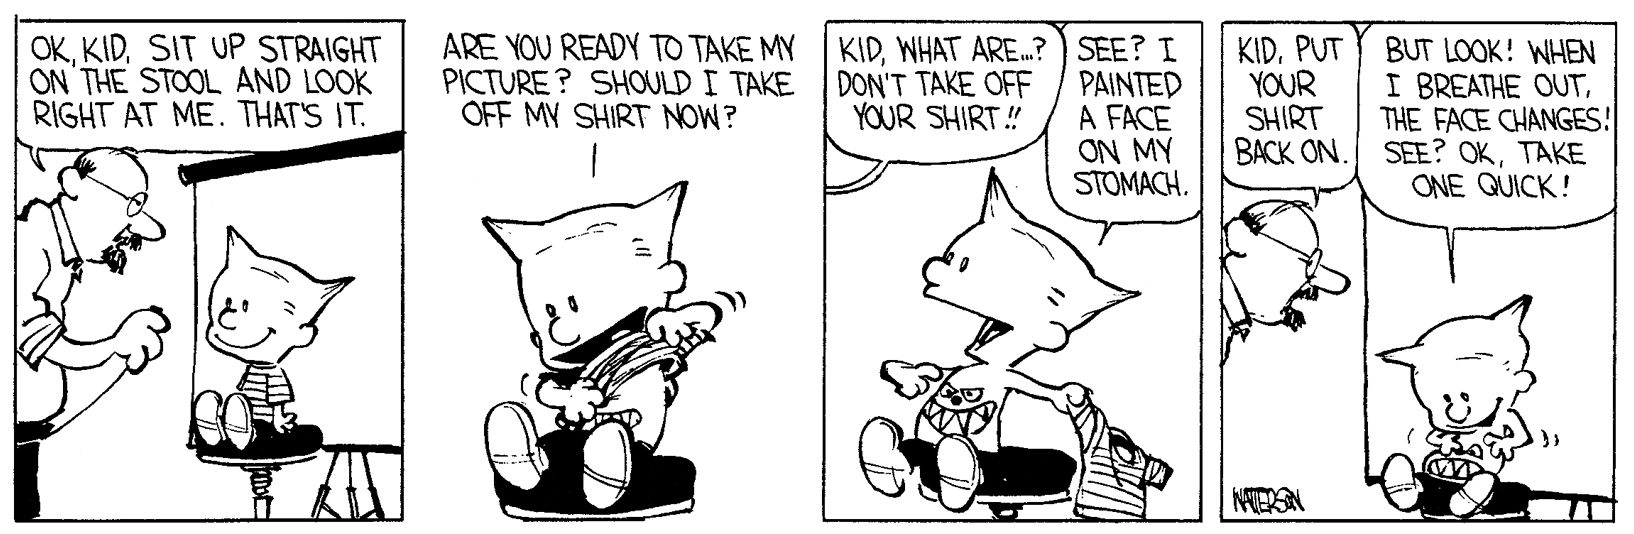 OK, KID, SIT UP STRAIGHT
ON THE STOOL AND LOOK
RIGHT AT ME. THAT'S IT.
ARE YOU READY TO TAKE MY
PICTURE? SHOULD I TAKE
OFF MY SHIRT NOW?
KID, WHAT ARE...?
DON'T TAKE OFF
YOUR SHIRT!!
SEE? I
PAINTED
A FACE
ON MY
STOMACH.
KID, PUT
YOUR
SHIRT
BACK ON.
BUT LOOK! WHEN
I BREATHE OUT,
THE FACE CHANGES!
SEE? OK, TAKE
ONE QUICK!
WATTERSON